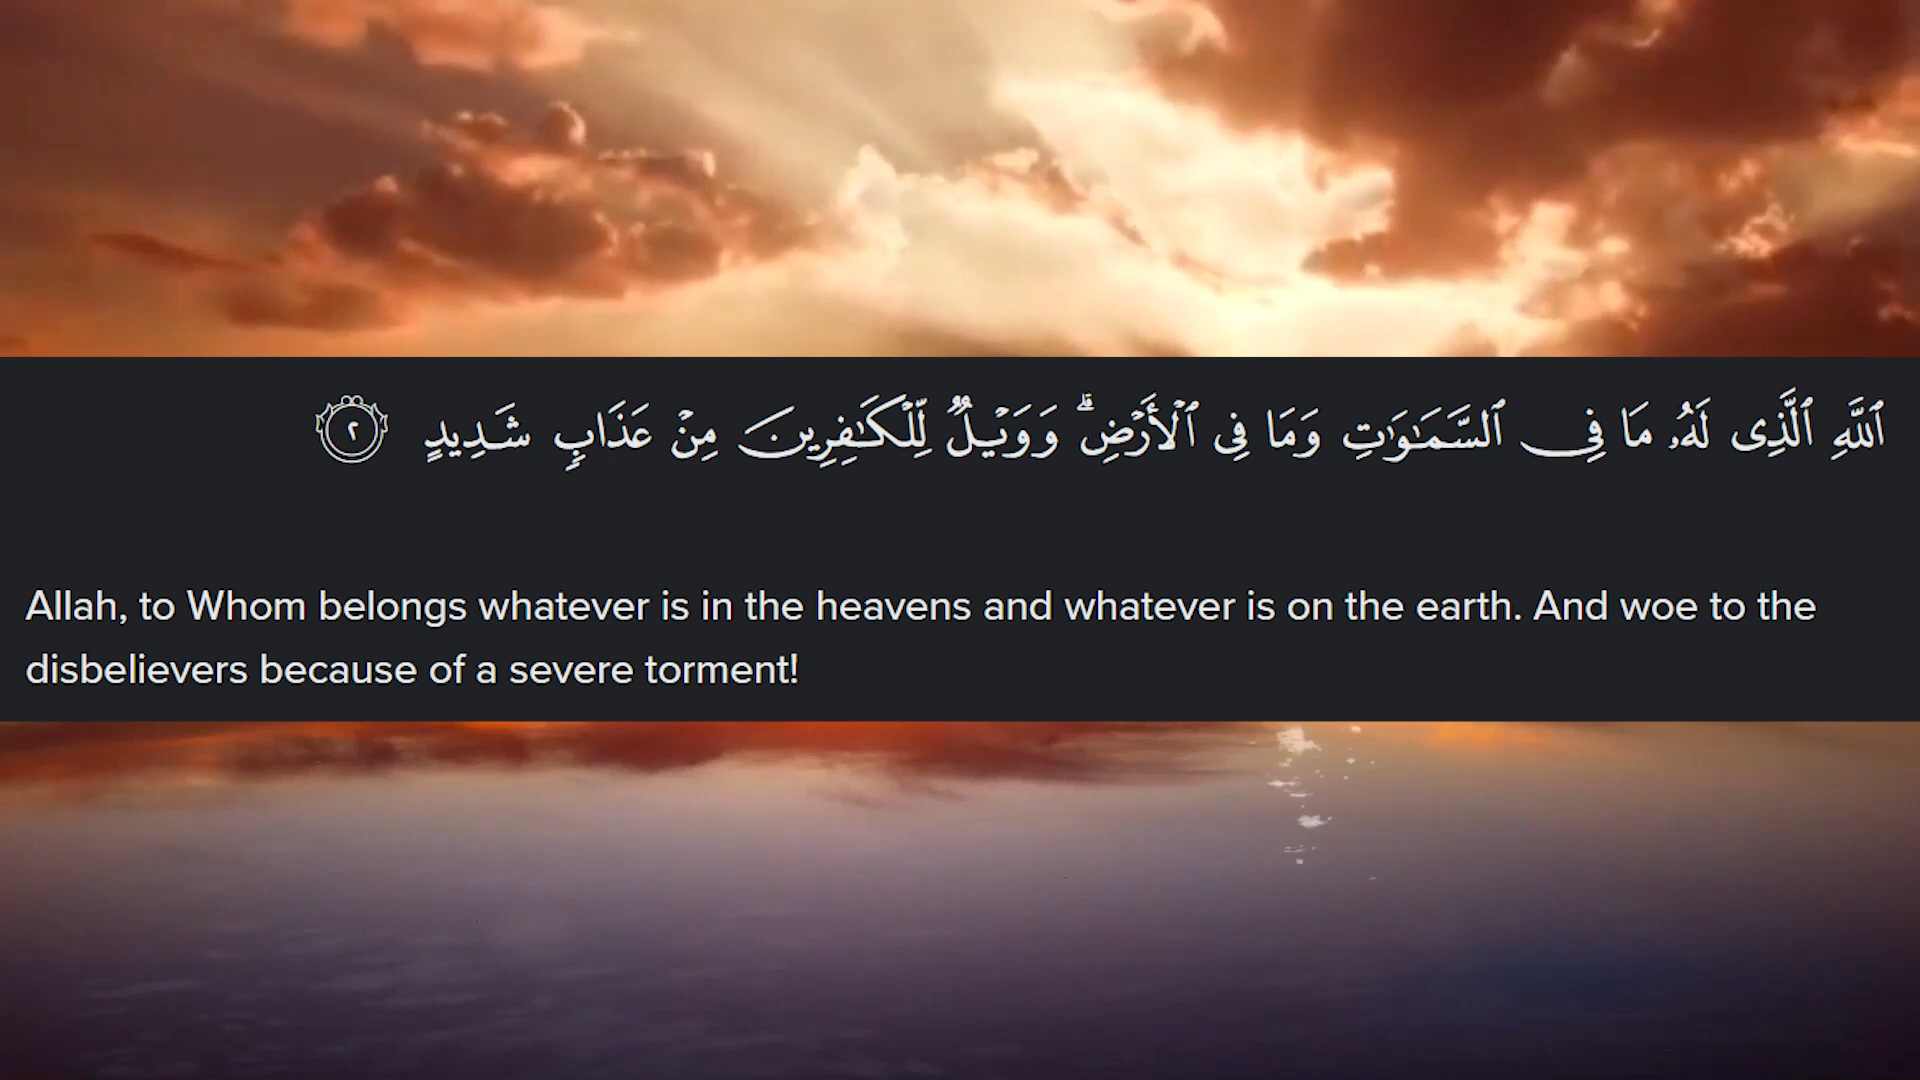 ٱللَّهِ ٱلَّذِى لَهُۥ مَا فِى ٱلسَّمَـٰوَٰتِ وَمَا فِى ٱلْأَرْضِ ۗ وَوَيْلٌۭ لِّلْكَـٰفِرِينَ مِنْ عَذَابٍۢ شَدِيدٍ ٢
Allah, to Whom belongs whatever is in the heavens and whatever is on the earth. And woe to the
disbelievers because of a severe torment!